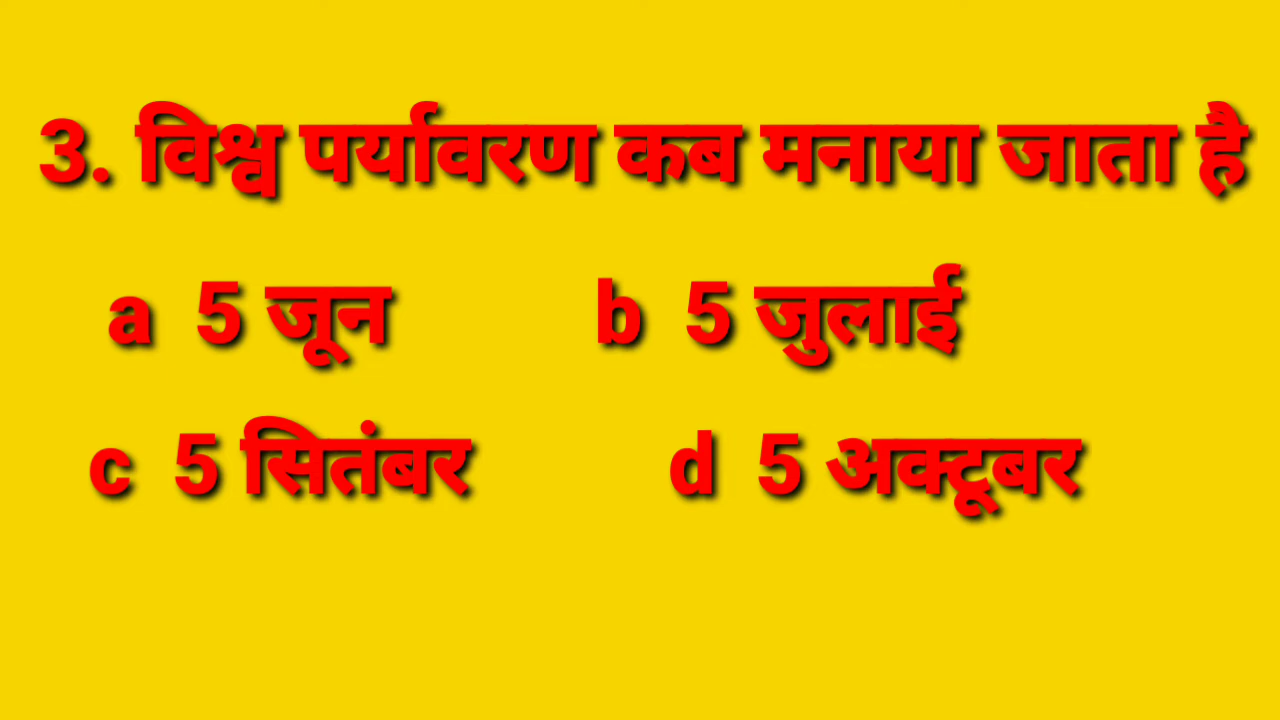 3. विश्व पर्यावरण कब मनाया जाता है
a 5 जून b 5 जुलाई
c 5 सितंबर d 5 अक्टूबर